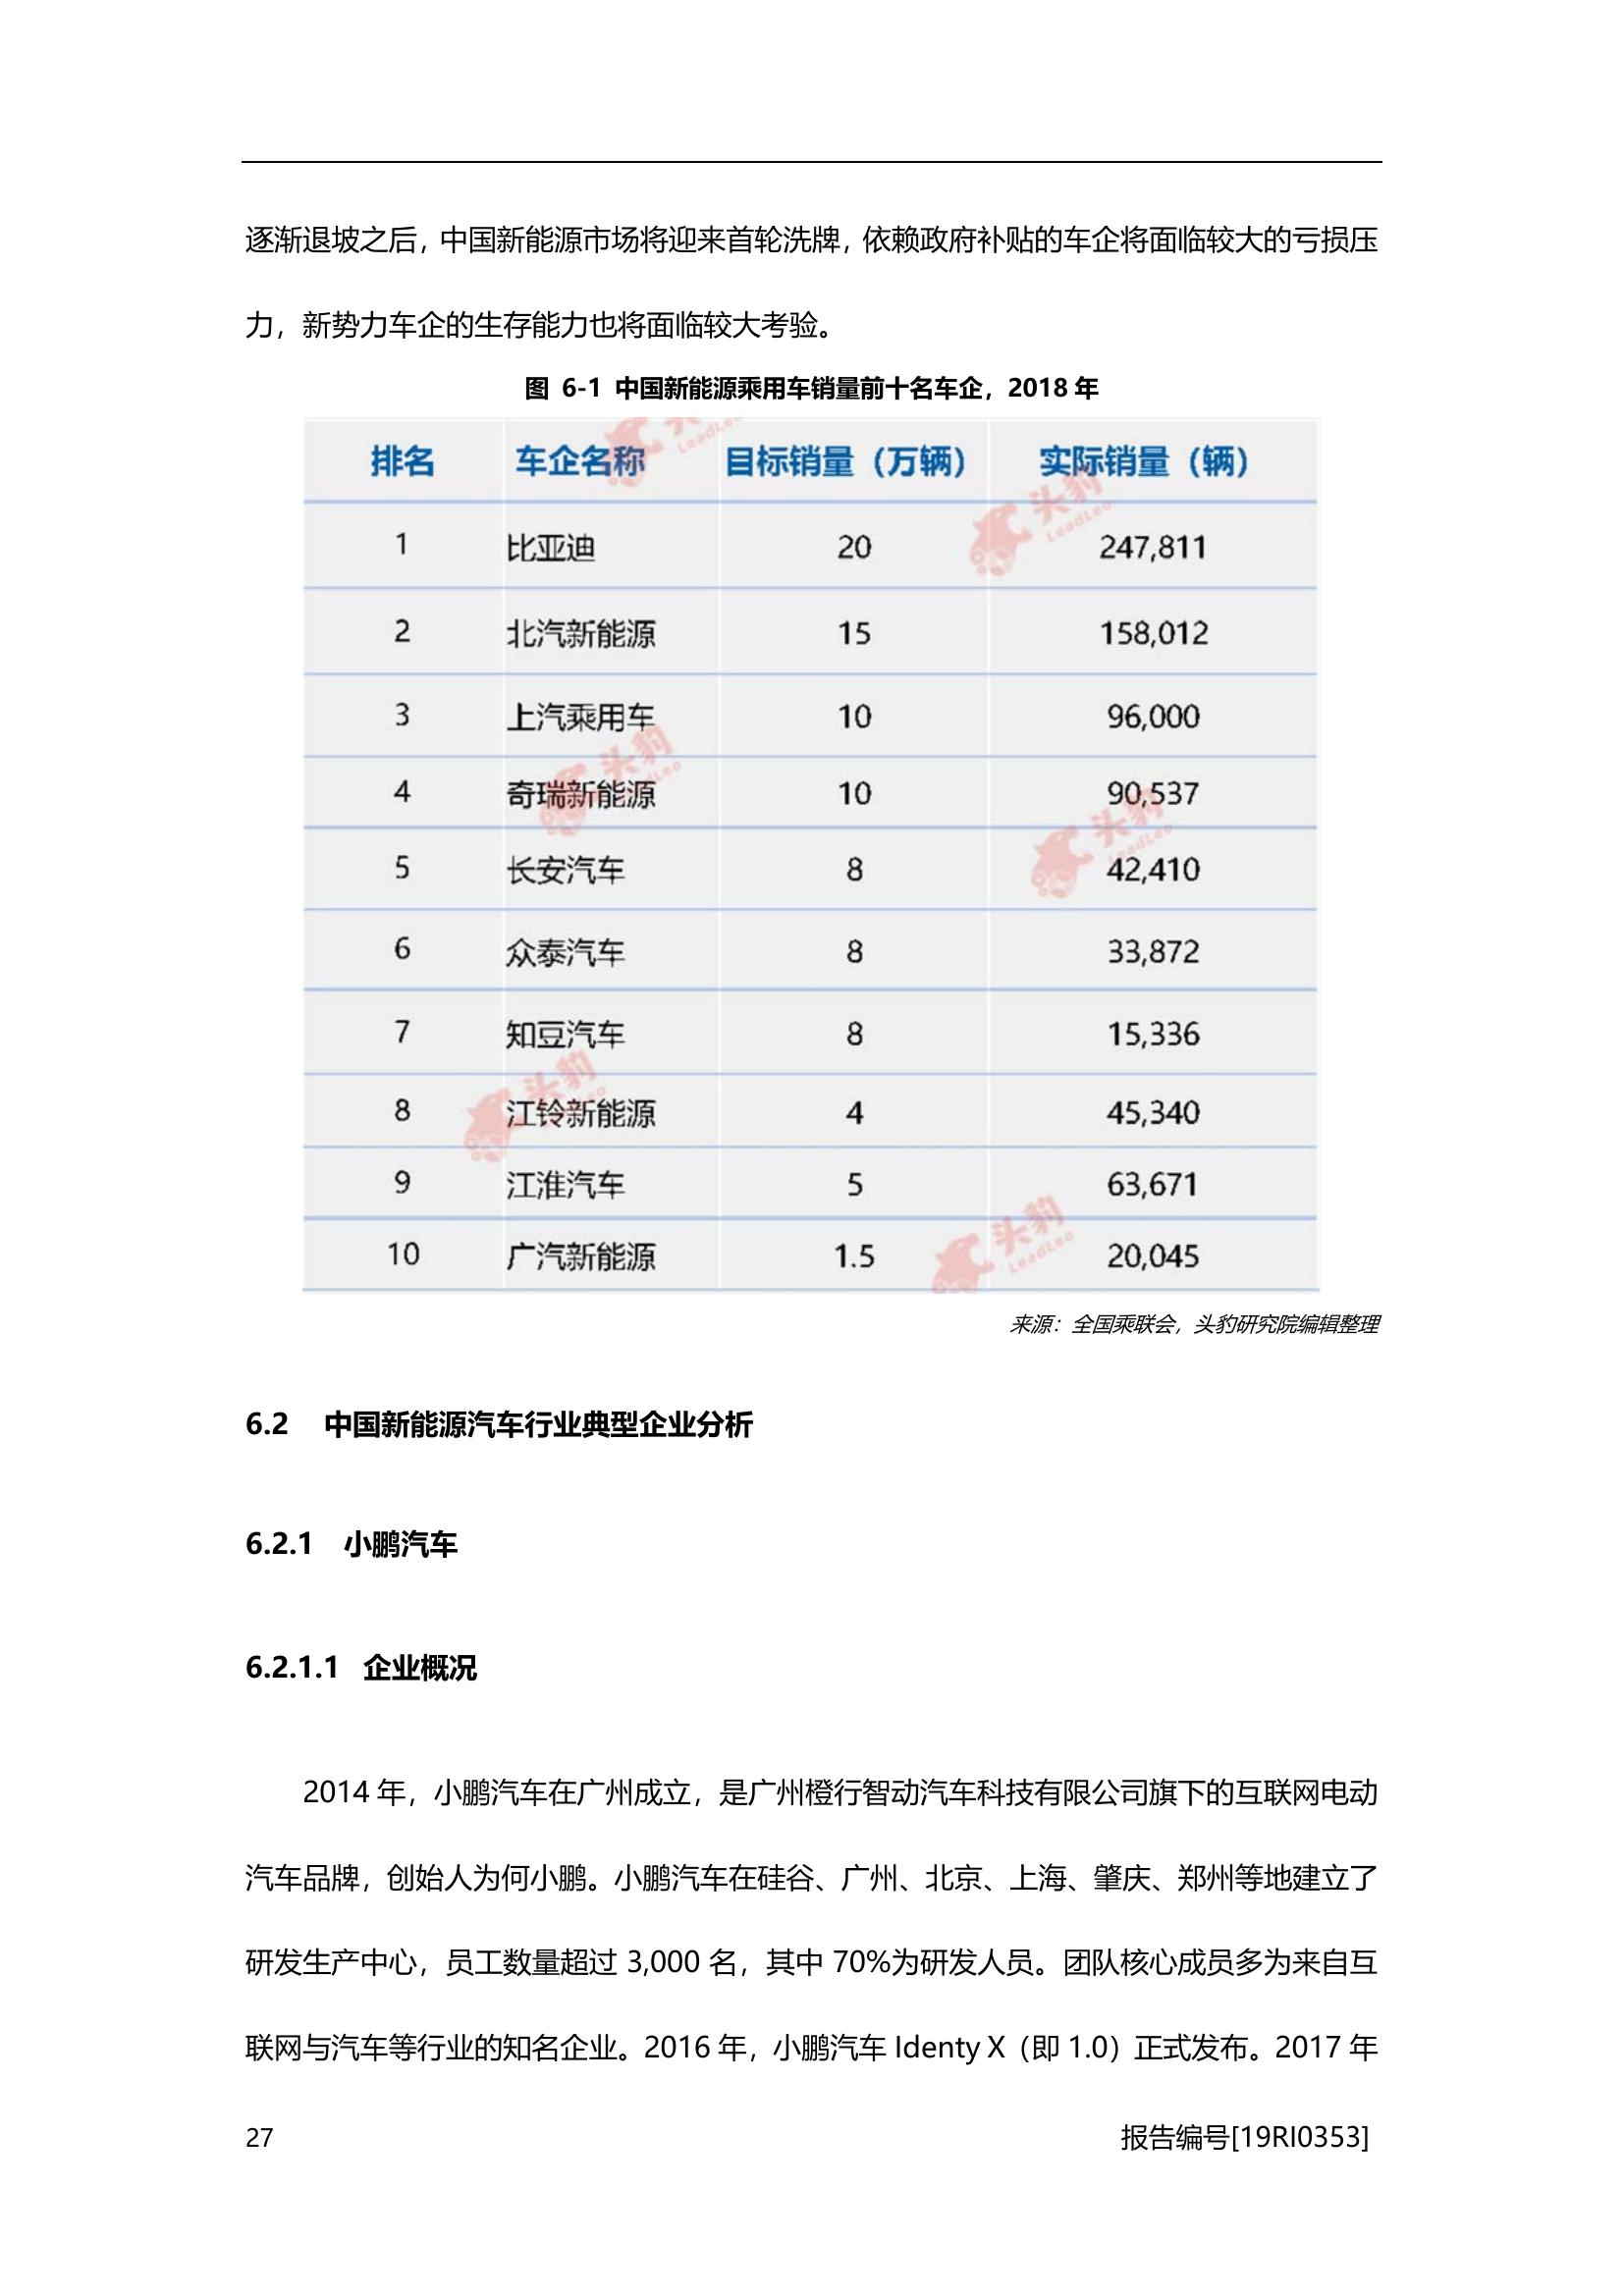 逐渐退坡之后，中国新能源市场将迎来首轮洗牌，依赖政府补贴的车企将面临较大的亏损压
力，新势力车企的生存能力也将面临较大考验。
图 6-1 中国新能源乘用车销量前十名车企，2018 年
排名 车企名称 目标销量（万辆） 实际销量（辆）
1 比亚迪 20 247,811
2 北汽新能源 15 158,012
3 上汽乘用车 10 96,000
4 奇瑞新能源 10 90,537
5 长安汽车 8 42,410
6 众泰汽车 8 33,872
7 知豆汽车 8 15,336
8 江铃新能源 4 45,340
9 江淮汽车 5 63,671
10 广汽新能源 1.5 20,045
头豹 LeadLeo
头豹 LeadLeo
头豹 LeadLeo
头豹 LeadLeo
头豹 LeadLeo
来源：全国乘联会，头豹研究院编辑整理
6.2 中国新能源汽车行业典型企业分析
6.2.1 小鹏汽车
6.2.1.1 企业概况
2014 年，小鹏汽车在广州成立，是广州橙行智动汽车科技有限公司旗下的互联网电动
汽车品牌，创始人为何小鹏。小鹏汽车在硅谷、广州、北京、上海、肇庆、郑州等地建立了
研发生产中心，员工数量超过 3,000 名，其中 70%为研发人员。团队核心成员多为来自互
联网与汽车等行业的知名企业。2016 年，小鹏汽车 Identy X（即 1.0）正式发布。2017 年
27 报告编号[19RI0353]